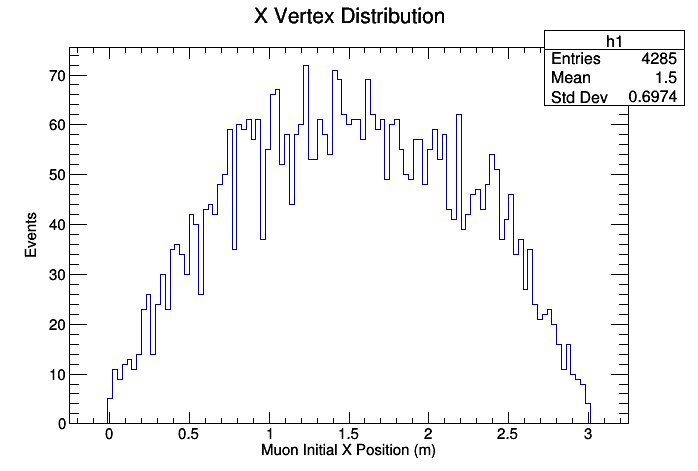 X Vertex Distribution
h1
Entries 4285
Mean 1.5
Std Dev 0.6974
70
60
50
40
30
20
10
0
Events
0 0.5 1 1.5 2 2.5 3
Muon Initial X Position (m)